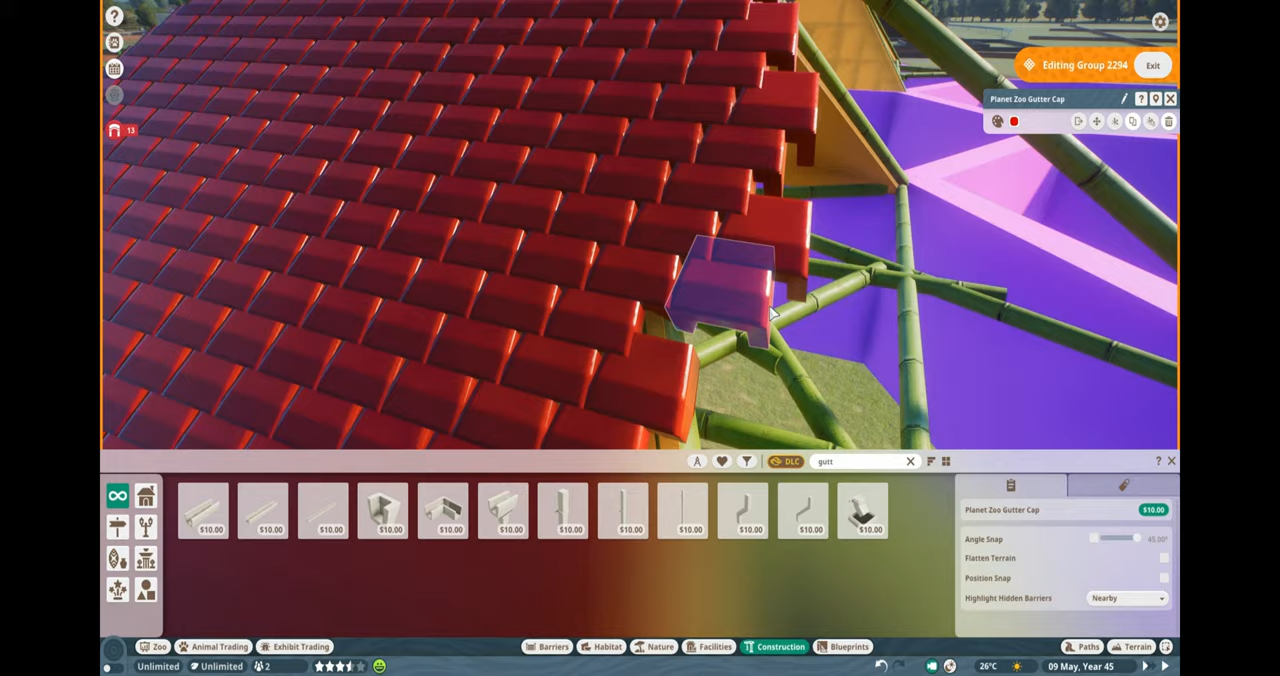 ?
Editing Group 2294 Exit
Planet Zoo Gutter Cap ?
13
DLC gutt ?
$10.00 $10.00 $10.00 $10.00 $10.00 $10.00 $10.00 $10.00 $10.00 $10.00 $10.00 $10.00
Planet Zoo Gutter Cap $10.00
Angle Snap 45.00°
Flatten Terrain
Position Snap
Highlight Hidden Barriers Nearby
Zoo Animal Trading Exhibit Trading Barriers Habitat Nature Facilities Construction Blueprints Paths Terrain
Unlimited Unlimited 2 26°C 09 May, Year 45